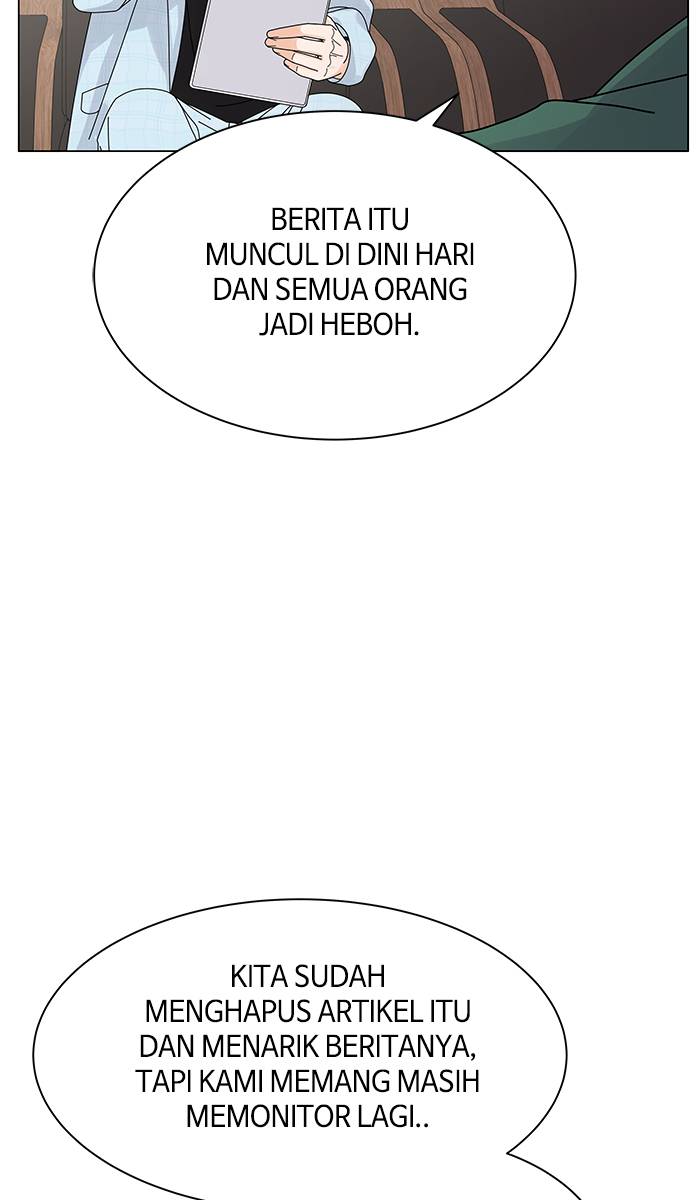 BERITA ITU
MUNCUL DI DINI HARI
DAN SEMUA ORANG
JADI HEBOH.
KITA SUDAH
MENGHAPUS ARTIKEL ITU
DAN MENARIK BERITANYA,
TAPI KAMI MEMANG MASIH
MEMONITOR LAGI..